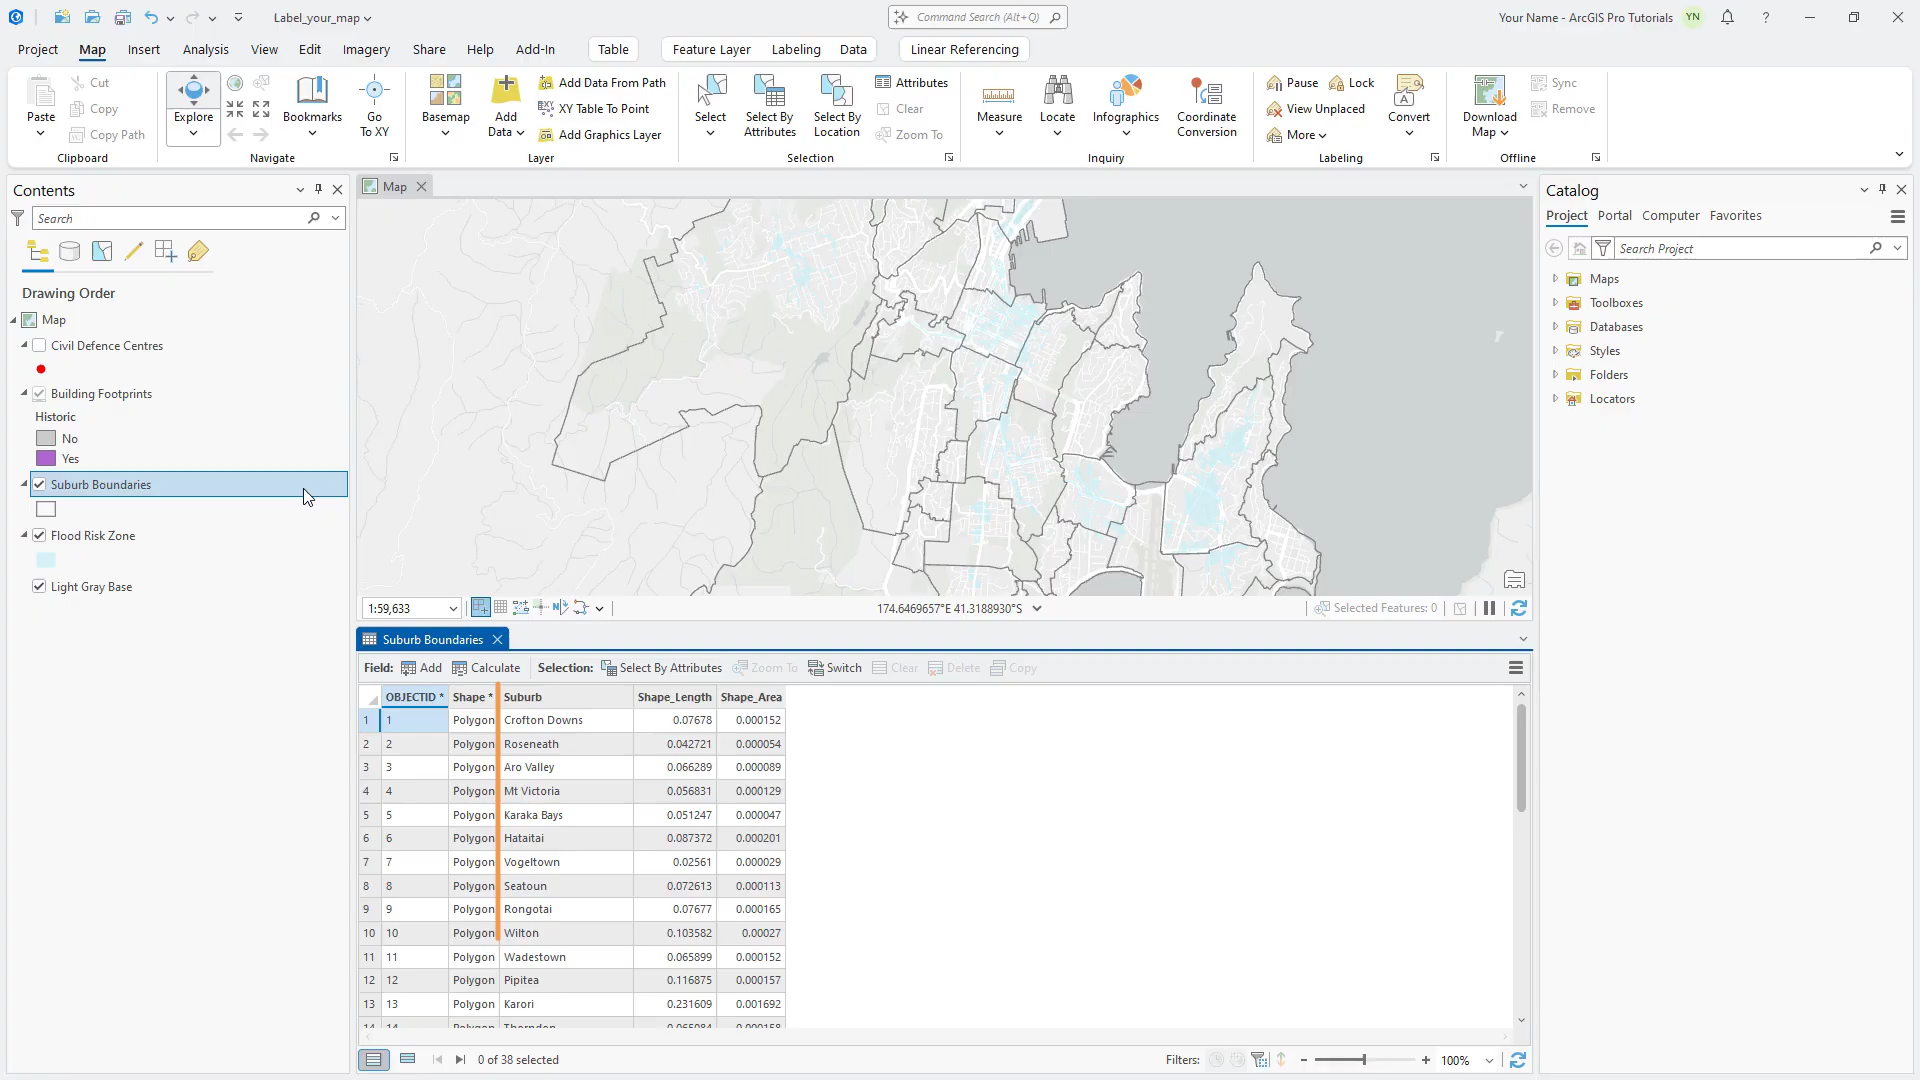 Label_your_map
Command Search (Alt+Q)
Your Name - ArcGIS Pro Tutorials
YN
?
Project
Map
Insert
Analysis
View
Edit
Imagery
Share
Help
Add-In
Table
Feature Layer
Labeling
Data
Linear Referencing
Paste
Cut
Copy
Copy Path
Clipboard
Explore
Bookmarks
Go
To XY
Navigate
Basemap
Add
Data
Add Data From Path
XY Table To Point
Add Graphics Layer
Layer
Select
Select By
Attributes
Select By
Location
Attributes
Clear
Zoom To
Selection
Measure
Locate
Infographics
Coordinate
Conversion
Inquiry
Pause
Lock
View Unplaced
More
Convert
Labeling
Download
Map
Sync
Remove
Offline
Contents
Search
Drawing Order
Map
Civil Defence Centres
Building Footprints
Historic
No
Yes
Suburb Boundaries
Flood Risk Zone
Light Gray Base
Map
1:59,633
174.6469657°E 41.3188930°S
Selected Features: 0
Suburb Boundaries
Field:
Add
Calculate
Selection:
Select By Attributes
Zoom To
Switch
Clear
Delete
Copy
OBJECTID * Shape * Suburb Shape_Length Shape_Area
1 1 Polygon Crofton Downs 0.07678 0.000152
2 2 Polygon Roseneath 0.042721 0.000054
3 3 Polygon Aro Valley 0.066289 0.000089
4 4 Polygon Mt Victoria 0.056831 0.000129
5 5 Polygon Karaka Bays 0.051247 0.000047
6 6 Polygon Hataitai 0.087372 0.000201
7 7 Polygon Vogeltown 0.02561 0.000029
8 8 Polygon Seatoun 0.072613 0.000113
9 9 Polygon Rongotai 0.07677 0.000165
10 10 Polygon Wilton 0.103582 0.00027
11 11 Polygon Wadestown 0.065899 0.000152
12 12 Polygon Pipitea 0.116875 0.000157
13 13 Polygon Karori 0.231609 0.001692
14 14 Polygon Thorndon 0.065084 0.000158
0 of 38 selected
Filters:
100%
Catalog
Project
Portal
Computer
Favorites
Search Project
Maps
Toolboxes
Databases
Styles
Folders
Locators